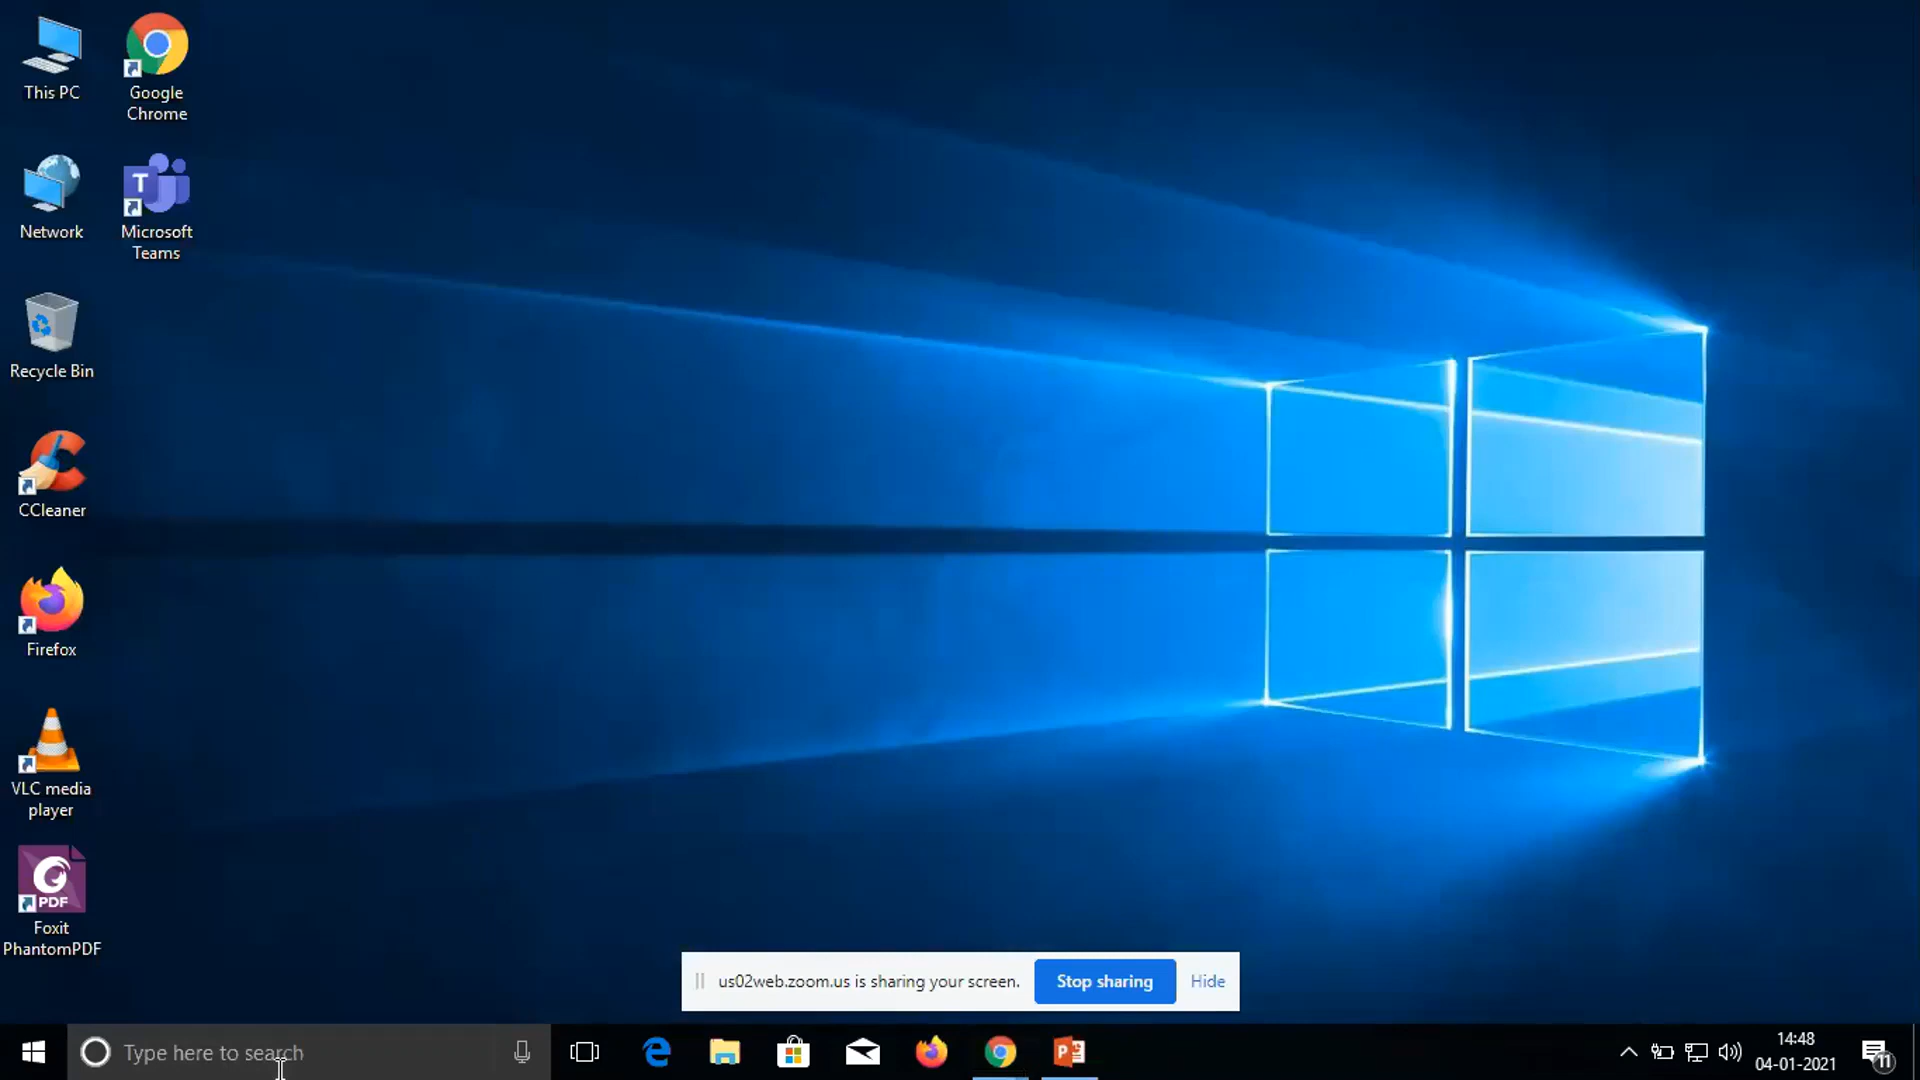 This PC
Google
Chrome
Network
Microsoft
Teams
T
Recycle Bin
CCleaner
Firefox
VLC media
player
PDF
Foxit
PhantomPDF
us02web.zoom.us is sharing your screen.
Stop sharing
Hide
Type here to search
14:48
04-01-2021
11